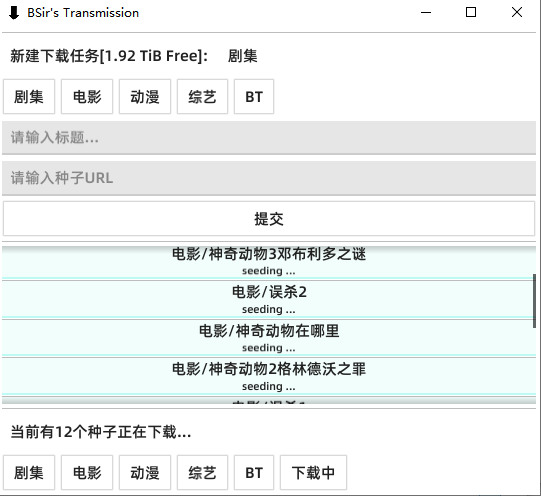 BSir's Transmission
新建下载任务[1.92 TiB Free]: 剧集
剧集 电影 动漫 综艺 BT
请输入标题...
请输入种子URL
提交
电影/神奇动物3邓布利多之谜
seeding ...
电影/误杀2
seeding ...
电影/神奇动物在哪里
seeding ...
电影/神奇动物2格林德沃之罪
seeding ...
当前有12个种子正在下载...
剧集 电影 动漫 综艺 BT 下载中